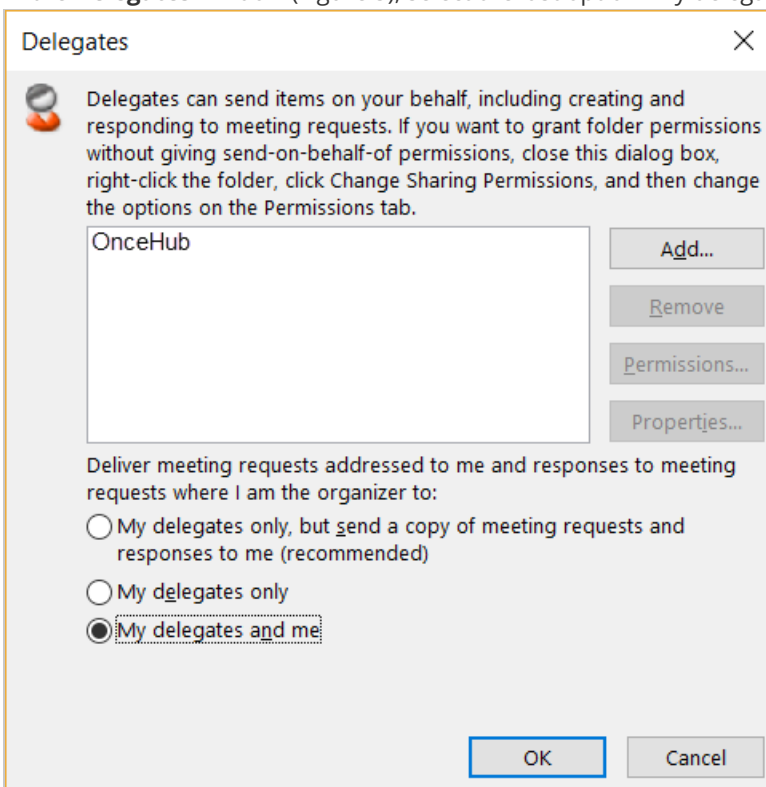 Delegates
Delegates can send items on your behalf, including creating and
responding to meeting requests. If you want to grant folder permissions
without giving send-on-behalf-of permissions, close this dialog box,
right-click the folder, click Change Sharing Permissions, and then change
the options on the Permissions tab.
OnceHub
Add...
Remove
Permissions...
Properties...
Deliver meeting requests addressed to me and responses to meeting
requests where I am the organizer to:
My delegates only, but send a copy of meeting requests and
responses to me (recommended)
My delegates only
My delegates and me
OK
Cancel